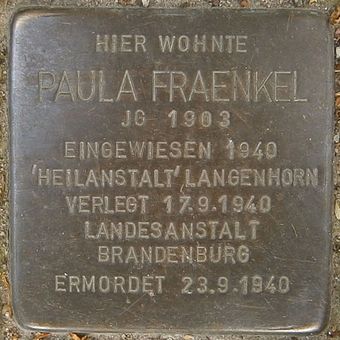 HIER WOHNTE
PAULA FRAENKEL
JG 1903
EINGEWIESEN 1940
'HEILANSTALT' LANGENHORN
VERLEGT 17.9.1940
LANDESANSTALT
BRANDENBURG
ERMORDET 23.9.1940